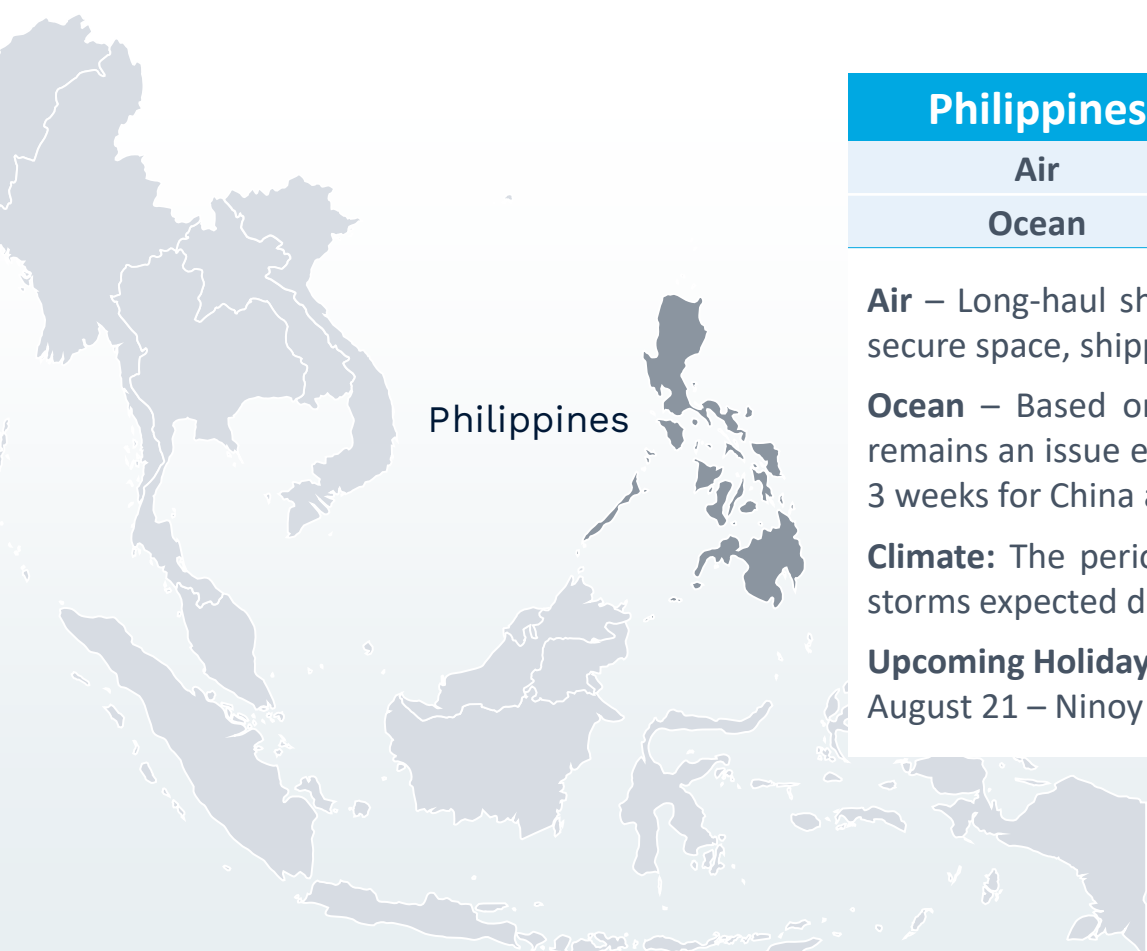 Philippines
Air
Ocean
Air – Long-haul sh
secure space, shipp
Ocean – Based or
remains an issue e
3 weeks for China a
Climate: The peric
storms expected d
Upcoming Holiday
August 21 – Ninoy
Philippines